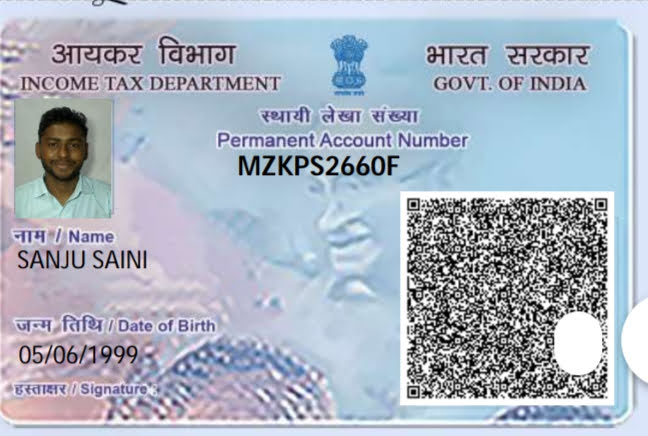 आयकर विभाग
INCOME TAX DEPARTMENT
भारत सरकार
GOVT. OF INDIA
स्थायी लेखा संख्या
Permanent Account Number
MZKPS2660F
नाम / Name
SANJU SAINI
जन्म तिथि / Date of Birth
05/06/1999
हस्ताक्षर / Signature :